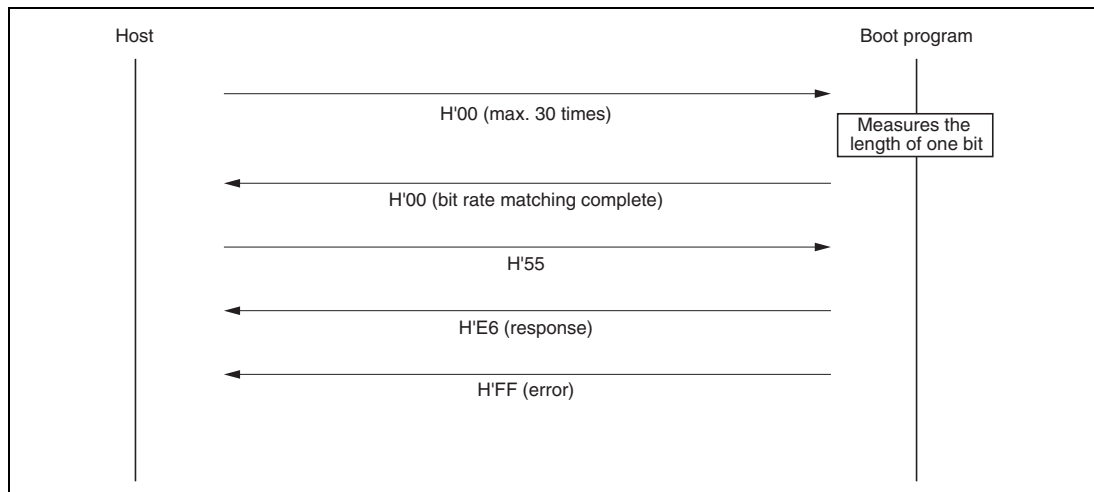 Host
Boot program
H'00 (max. 30 times)
Measures the
length of one bit
H'00 (bit rate matching complete)
H'55
H'E6 (response)
H'FF (error)